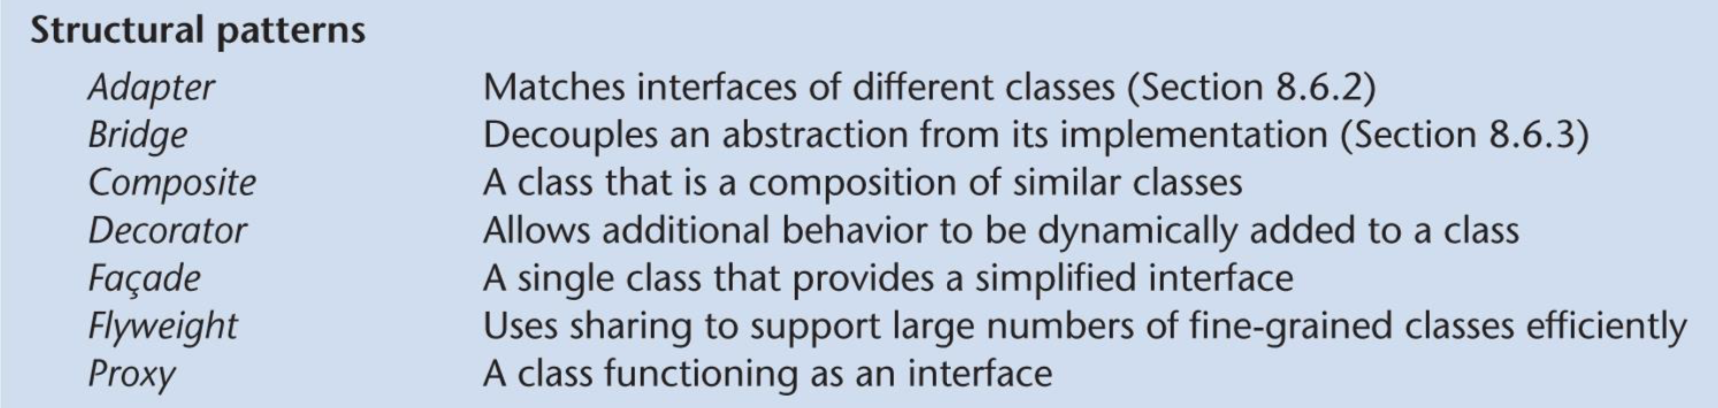 Structural patterns
Adapter Matches interfaces of different classes (Section 8.6.2)
Bridge Decouples an abstraction from its implementation (Section 8.6.3)
Composite A class that is a composition of similar classes
Decorator Allows additional behavior to be dynamically added to a class
Façade A single class that provides a simplified interface
Flyweight Uses sharing to support large numbers of fine-grained classes efficiently
Proxy A class functioning as an interface